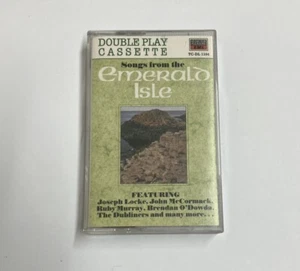 DOUBLE PLAY
CASSETTE
Songs from the
Emerald
Isle
FEATURING
Joseph Locke, John McCormack,
Ruby Murray, Brendan O'Dowda,
The Dubliners and many more...